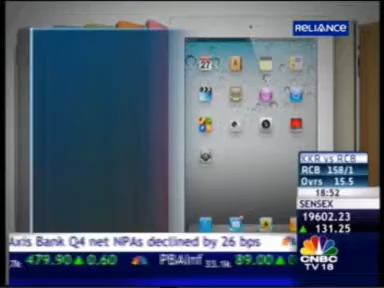 RELIANCE
27
KKR vs RCB
RCB 158/1
Ovrs 15.5
18:52
SENSEX
19602.23
▲ 131.25
Axis Bank Q4 net NPAs declined by 26 bps
479.90 ▲ 0.60 PBAInf 89.00 ▲
CNBC
TV 18